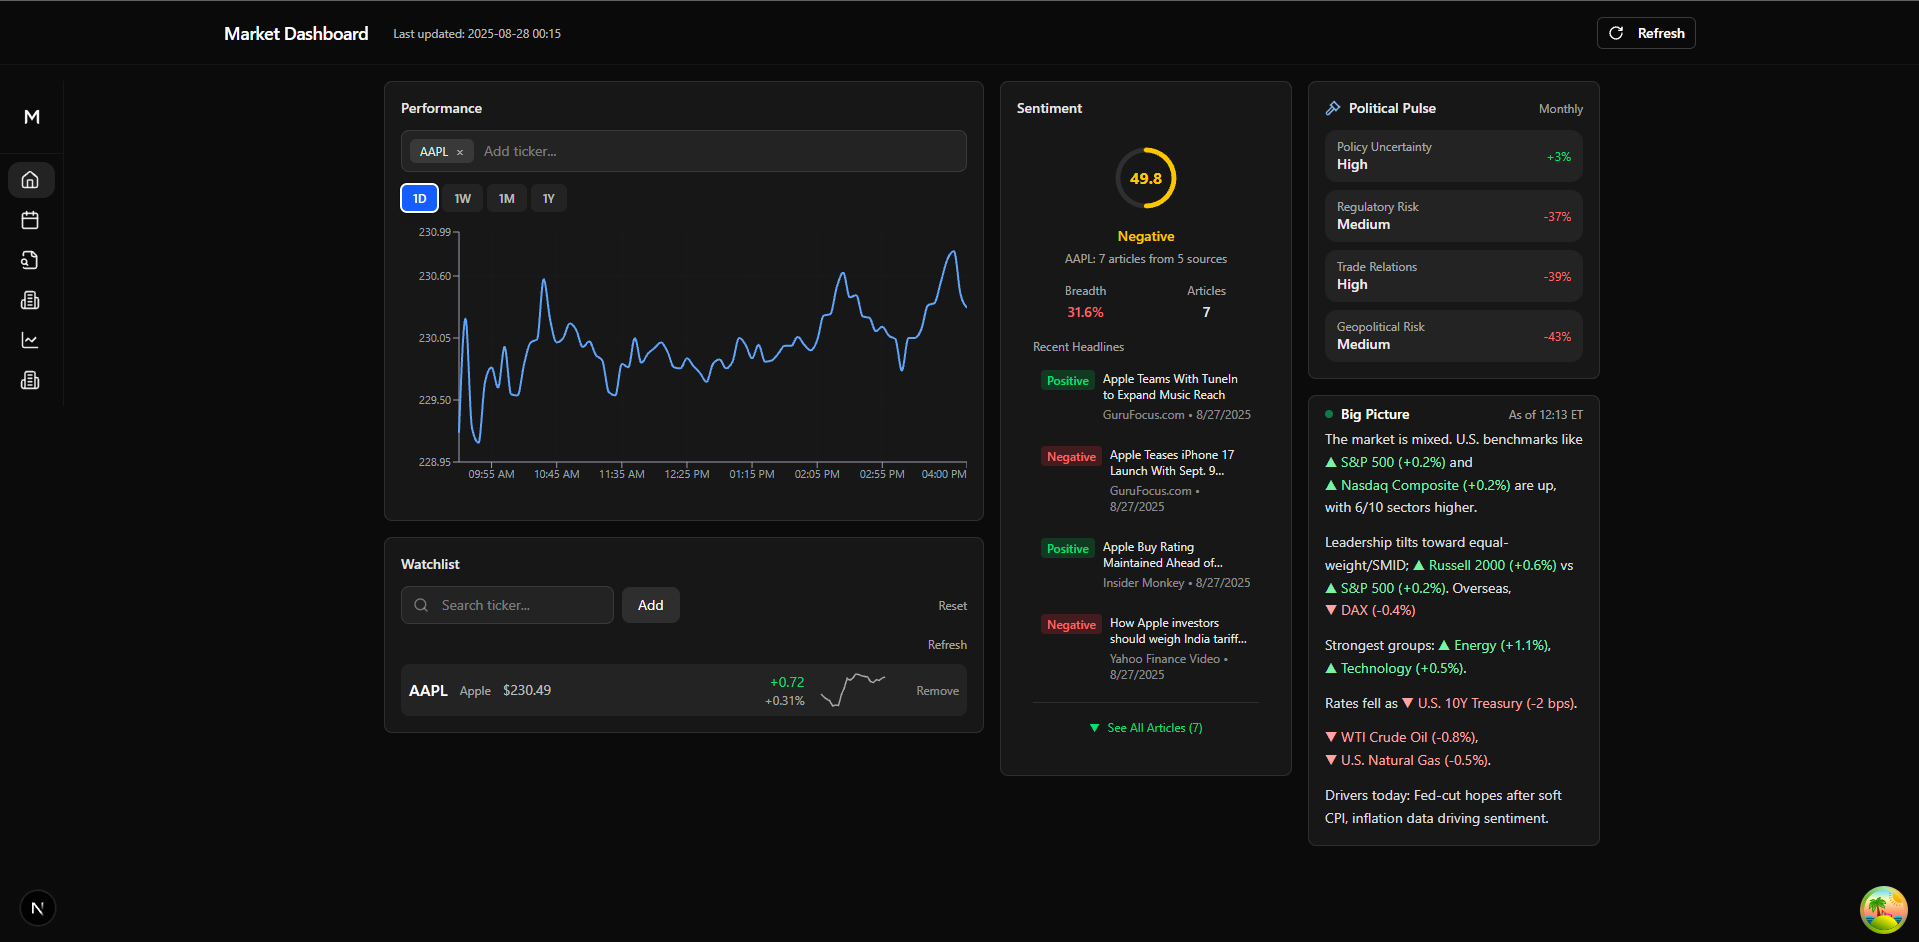 Market Dashboard
Last updated: 2025-08-28 00:15
Refresh
M
Performance
AAPL ×
Add ticker...
1D
1W
1M
1Y
230.99
230.60
230.05
229.50
228.95
09:55 AM
10:45 AM
11:35 AM
12:25 PM
01:15 PM
02:05 PM
02:55 PM
04:00 PM
Watchlist
Search ticker...
Add
Reset
Refresh
AAPL
Apple
$230.49
+0.72
+0.31%
Remove
Sentiment
49.8
Negative
AAPL: 7 articles from 5 sources
Breadth
31.6%
Articles
7
Recent Headlines
Positive
Apple Teams With TuneIn
to Expand Music Reach
GuruFocus.com • 8/27/2025
Negative
Apple Teases iPhone 17
Launch With Sept. 9...
GuruFocus.com •
8/27/2025
Positive
Apple Buy Rating
Maintained Ahead of...
Insider Monkey • 8/27/2025
Negative
How Apple investors
should weigh India tariff...
Yahoo Finance Video •
8/27/2025
▼ See All Articles (7)
Political Pulse
Monthly
Policy Uncertainty
High
+3%
Regulatory Risk
Medium
-37%
Trade Relations
High
-39%
Geopolitical Risk
Medium
-43%
Big Picture
As of 12:13 ET
The market is mixed. U.S. benchmarks like
▲ S&P 500 (+0.2%) and
▲ Nasdaq Composite (+0.2%) are up,
with 6/10 sectors higher.
Leadership tilts toward equal-
weight/SMID; ▲ Russell 2000 (+0.6%) vs
▲ S&P 500 (+0.2%). Overseas,
▼ DAX (-0.4%)
Strongest groups: ▲ Energy (+1.1%),
▲ Technology (+0.5%).
Rates fell as ▼ U.S. 10Y Treasury (-2 bps).
▼ WTI Crude Oil (-0.8%),
▼ U.S. Natural Gas (-0.5%).
Drivers today: Fed-cut hopes after soft
CPI, inflation data driving sentiment.
N